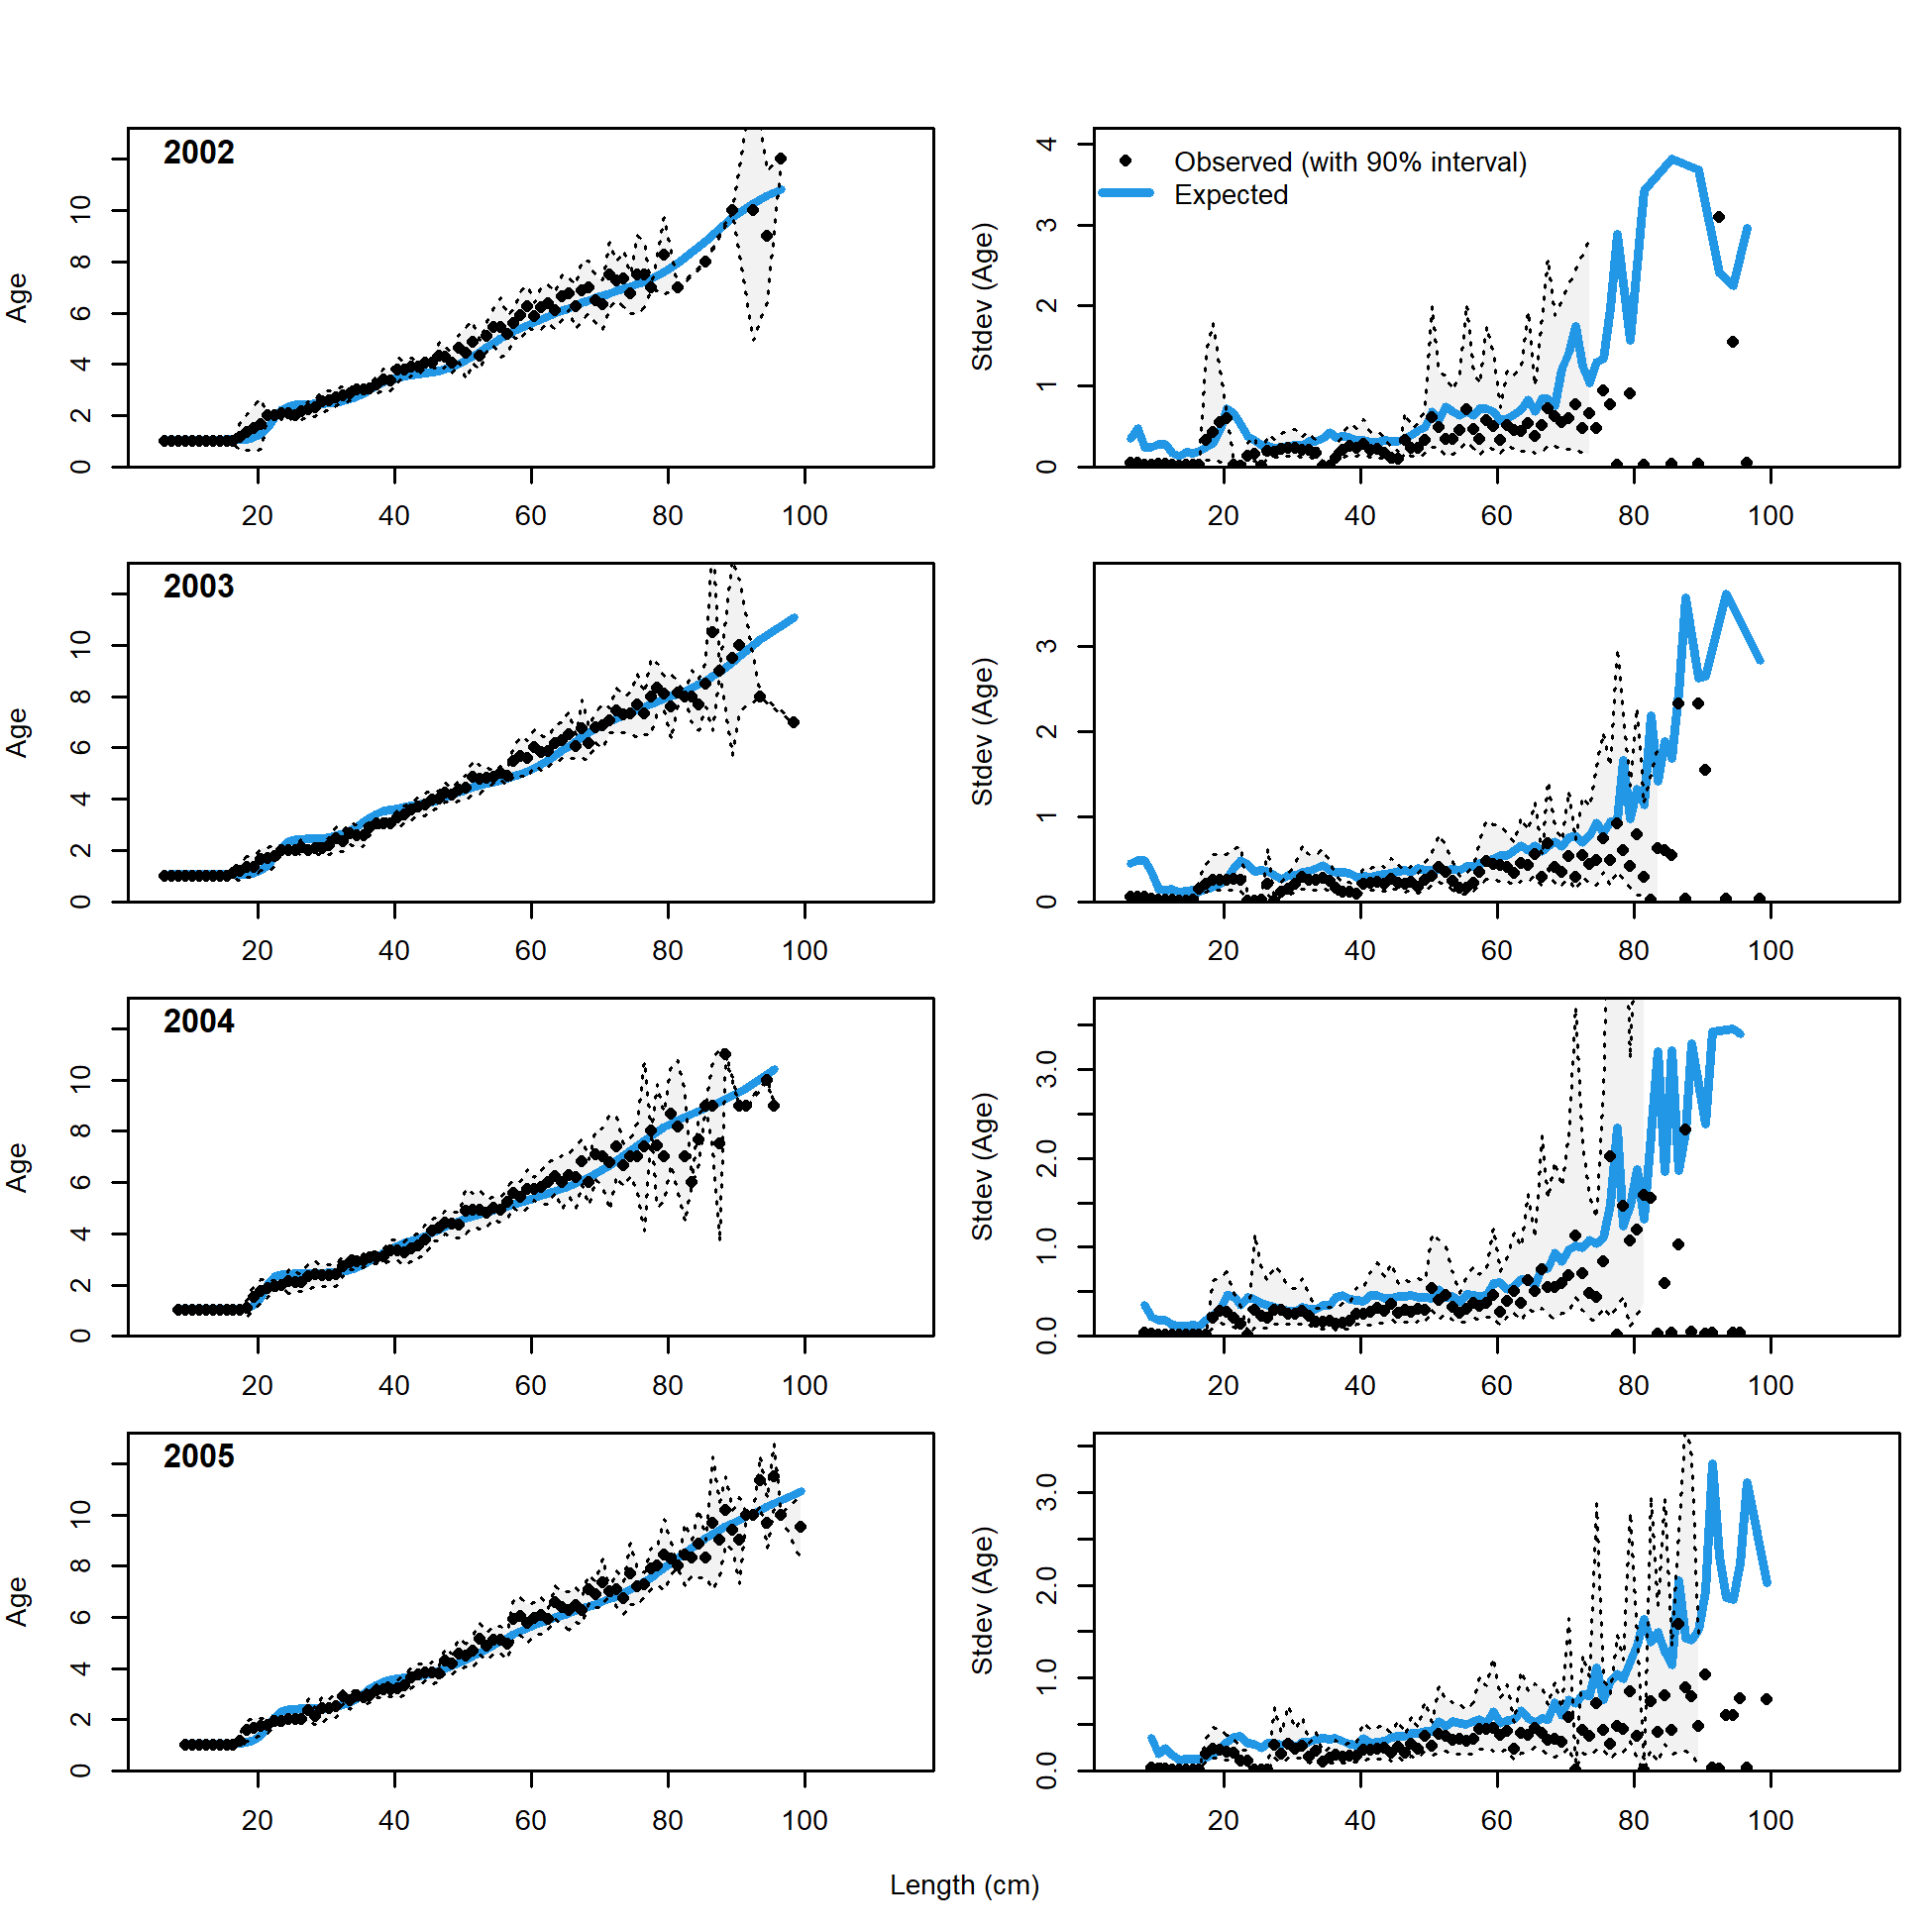 2002
Age
0 2 4 6 8 10
20 40 60 80 100
Observed (with 90% interval)
Expected
Stdev (Age)
0 1 2 3 4
20 40 60 80 100
2003
Age
0 2 4 6 8 10
20 40 60 80 100
Stdev (Age)
0 1 2 3
20 40 60 80 100
2004
Age
0 2 4 6 8 10
20 40 60 80 100
Stdev (Age)
0.0 1.0 2.0 3.0
20 40 60 80 100
2005
Age
0 2 4 6 8 10
20 40 60 80 100
Stdev (Age)
0.0 1.0 2.0 3.0
20 40 60 80 100
Length (cm)